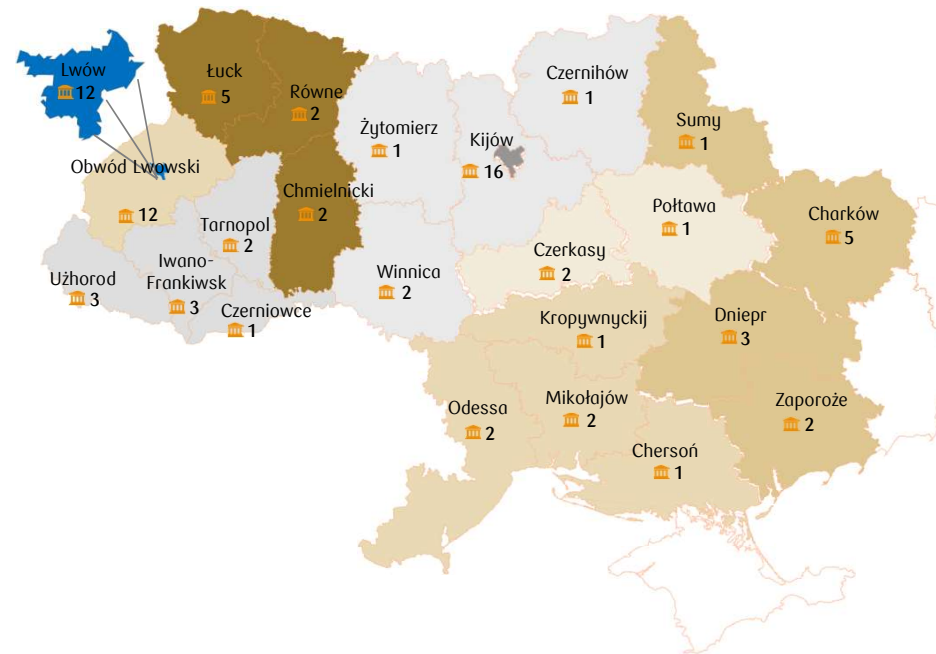 Lwów
12
Łuck
5
Równe
2
Czernihów
1
Żytomierz
1
Kijów
16
Sumy
1
Obwód Lwowski
12
Chmielnicki
2
Tarnopol
2
Połtawa
1
Charków
5
Użhorod
3
Iwano-
Frankiwsk
3
Czerniowce
1
Winnica
2
Czerkasy
2
Kropywnyckij
1
Dniepr
3
Odessa
2
Mikołajów
2
Zaporoże
2
Chersoń
1